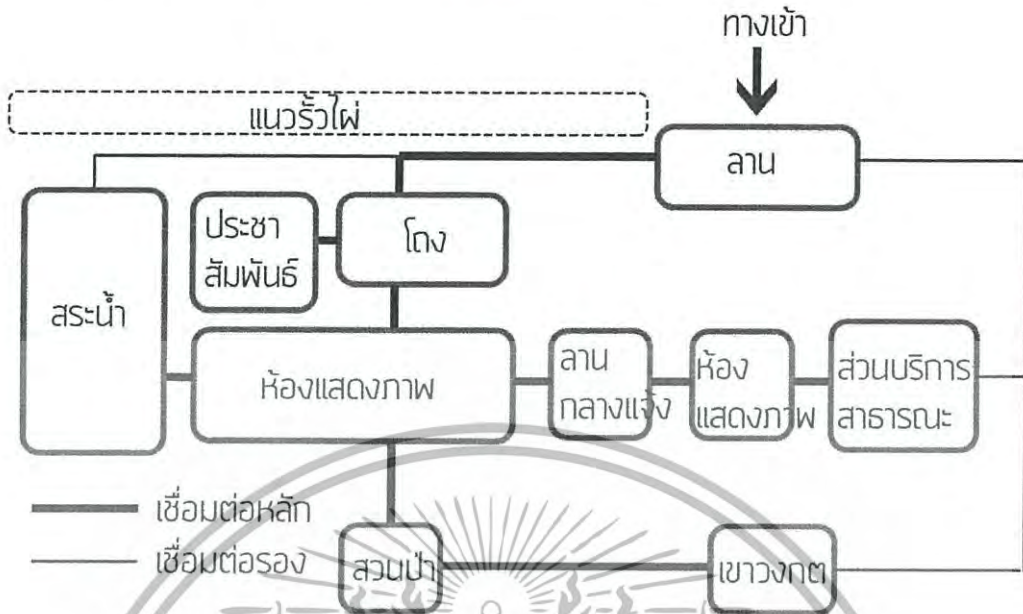 ทางเข้า
แนวรั้วไผ่
ลาน
ประชา
สัมพันธ์
โถง
สระน้ำ
ห้องแสดงภาพ
ลาน
กลางแจ้ง
ห้อง
แสดงภาพ
ส่วนบริการ
สาธารณะ
เชื่อมต่อหลัก
เชื่อมต่อรอง
สวนป่า
เขาวงกต